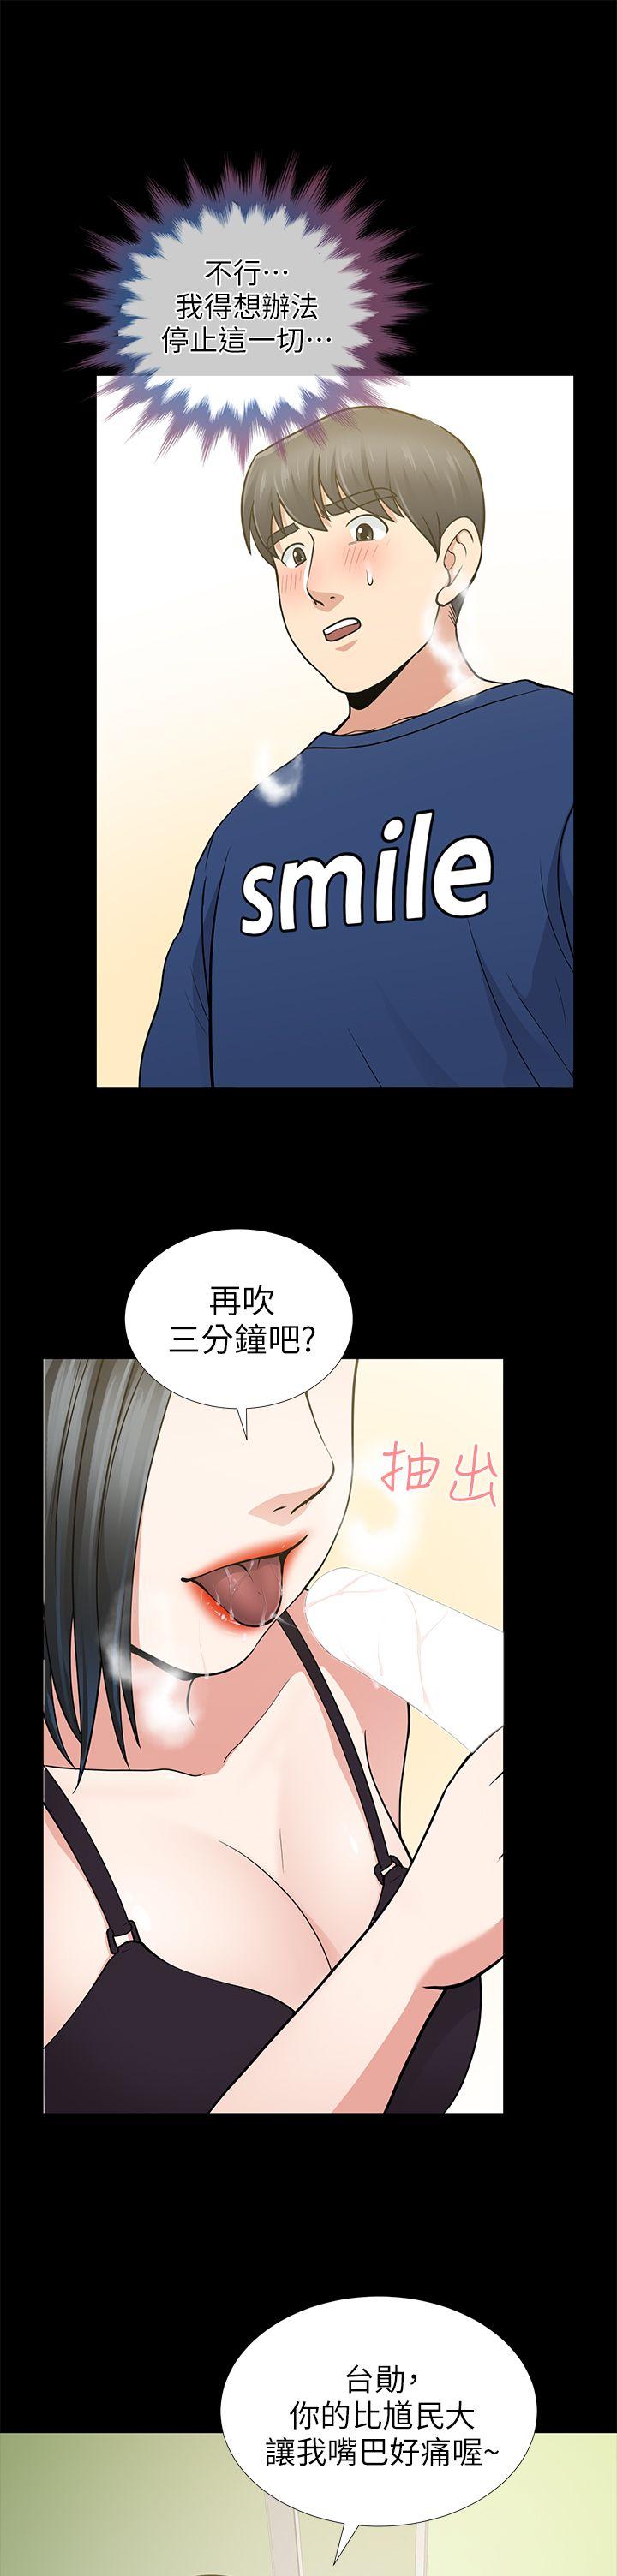 不行⋯
我得想辦法
停止這一切⋯
smile
再吹
三分鐘吧?
抽出
台勛,
你的比馗民大
讓我嘴巴好痛喔~